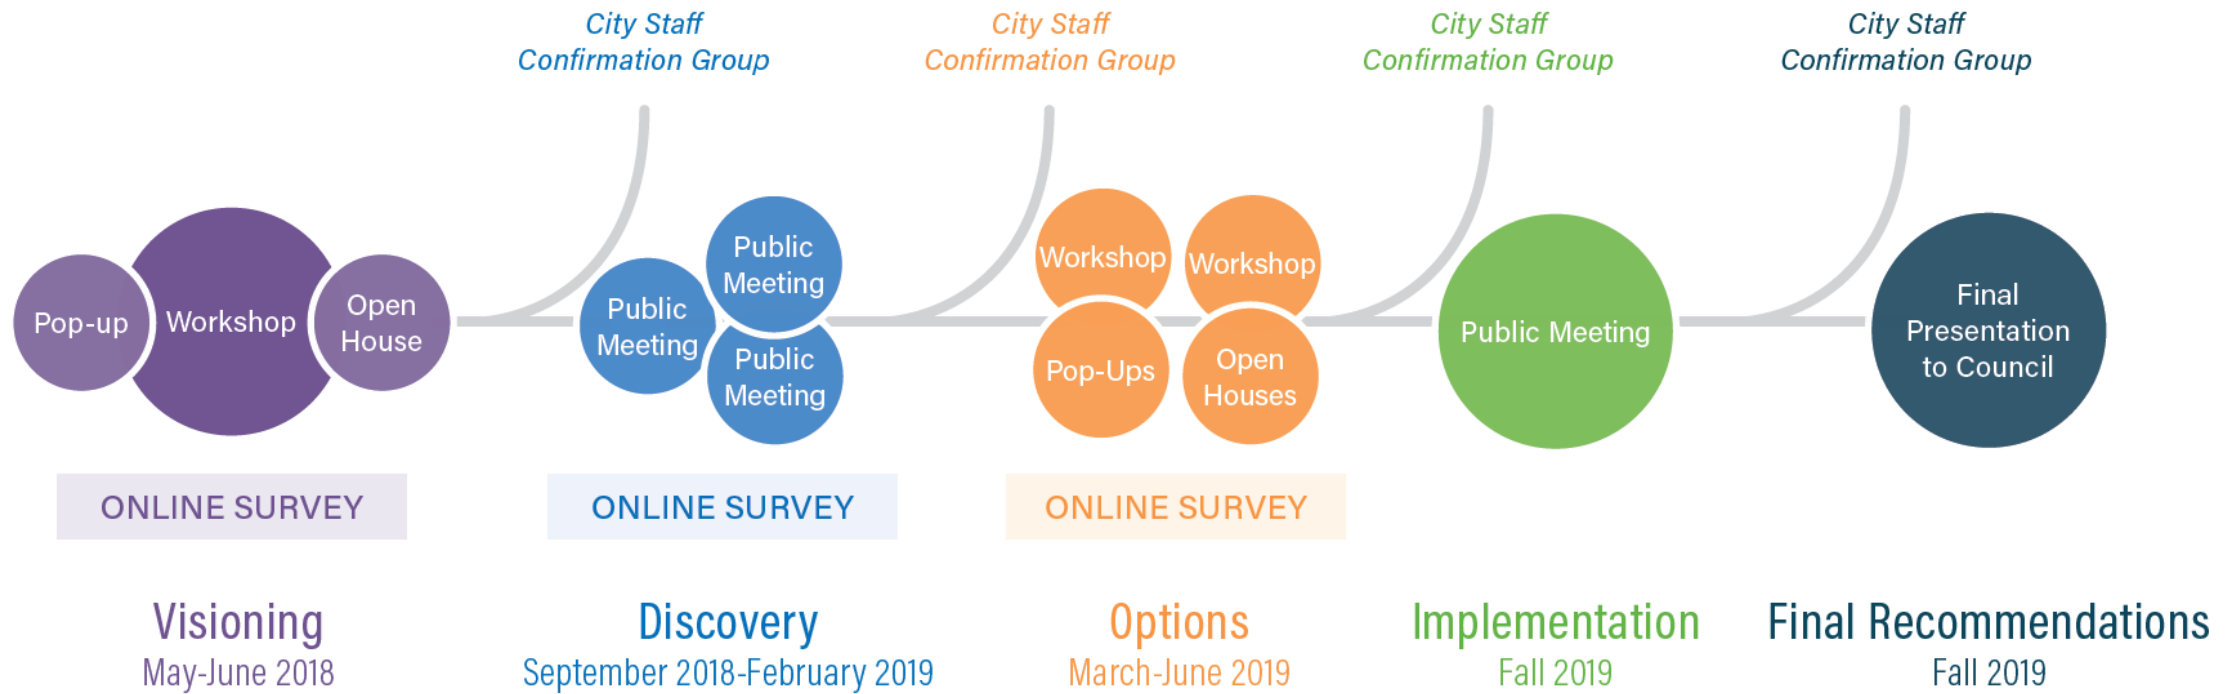 City Staff
Confirmation Group
City Staff
Confirmation Group
City Staff
Confirmation Group
City Staff
Confirmation Group
Pop-up
Workshop
Open
House
Public
Meeting
Public
Meeting
Public
Meeting
Workshop
Workshop
Pop-Ups
Open
Houses
Public Meeting
Final
Presentation
to Council
ONLINE SURVEY
ONLINE SURVEY
ONLINE SURVEY
Visioning
May-June 2018
Discovery
September 2018-February 2019
Options
March-June 2019
Implementation
Fall 2019
Final Recommendations
Fall 2019